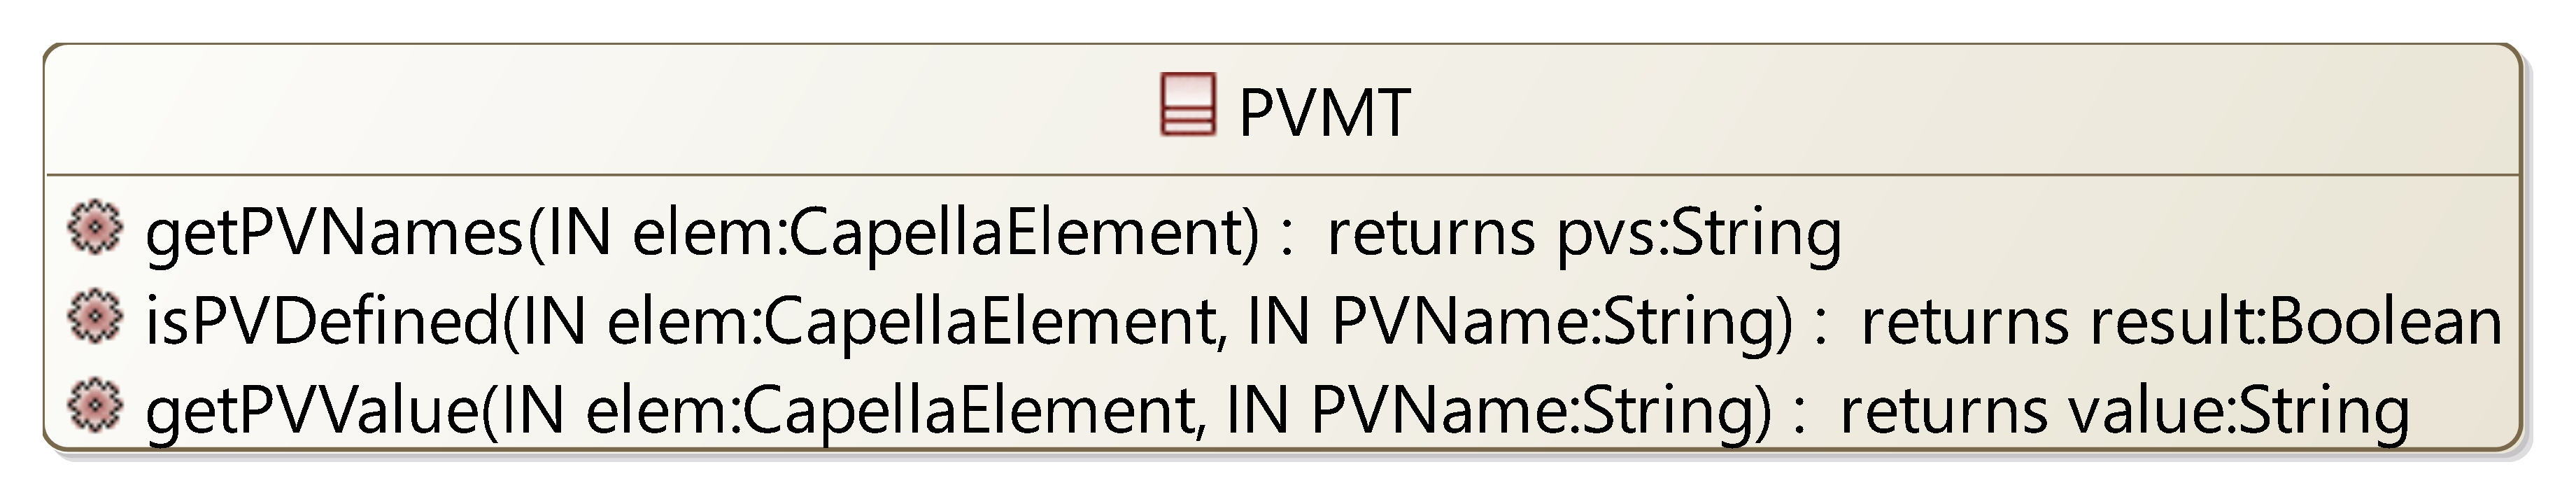 PVMT
getPVNames(IN elem:CapellaElement) : returns pvs:String
isPVDefined(IN elem:CapellaElement, IN PVName:String) : returns result:Boolean
getPVValue(IN elem:CapellaElement, IN PVName:String) : returns value:String